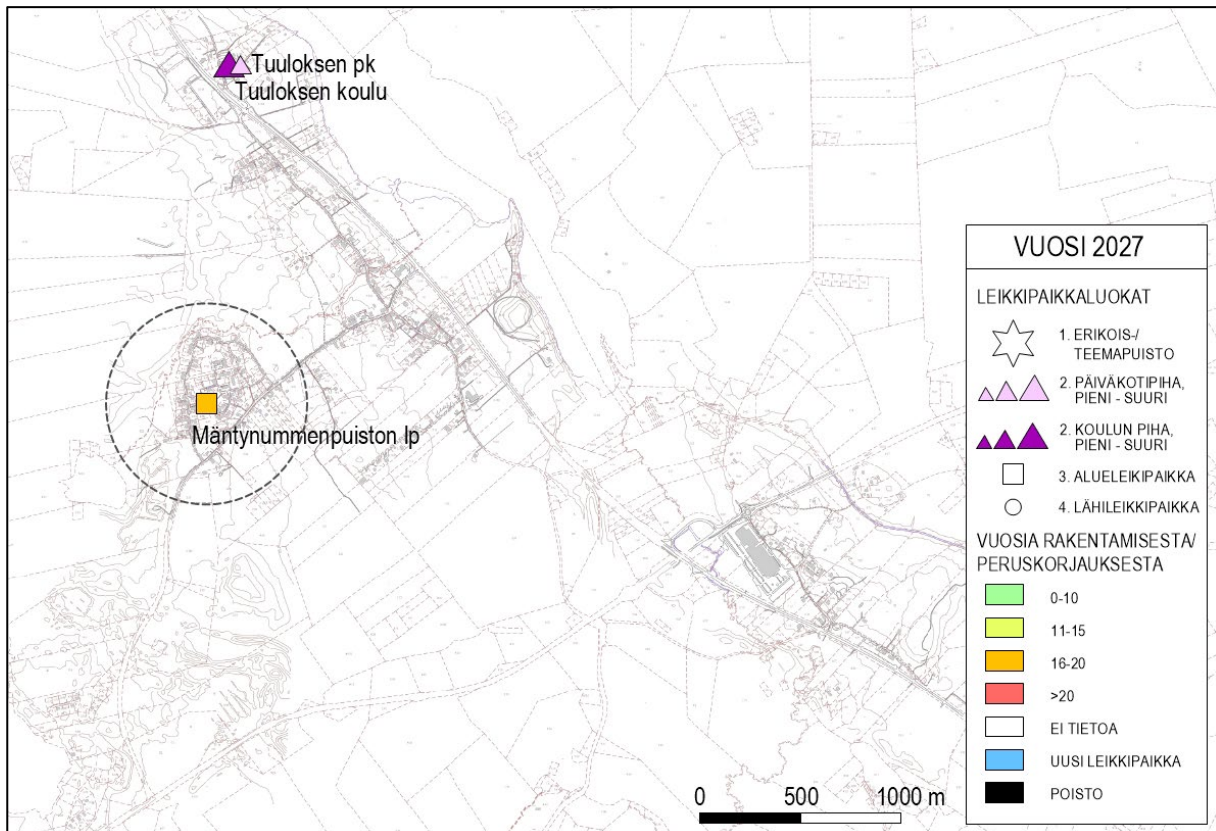 Tuuloksen pk
Tuuloksen koulu
Mäntynummenpuiston lp
VUOSI 2027
LEIKKIPAIKKALUOKAT
1. ERIKOIS-/
TEEMAPUISTO
2. PÄIVÄKOTIPIHA,
PIENI - SUURI
2. KOULUN PIHA,
PIENI - SUURI
3. ALUELEIKIPAIKKA
4. LÄHILEIKKIPAIKKA
VUOSIA RAKENTAMISESTA/
PERUSKORJAUKSESTA
0-10
11-15
16-20
>20
EI TIETOA
UUSI LEIKKIPAIKKA
POISTO
0 500 1000 m